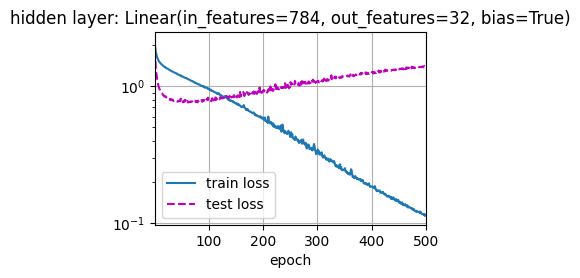 hidden layer: Linear(in_features=784, out_features=32, bias=True)
10⁰
10⁻¹
train loss
test loss
100 200 300 400 500
epoch